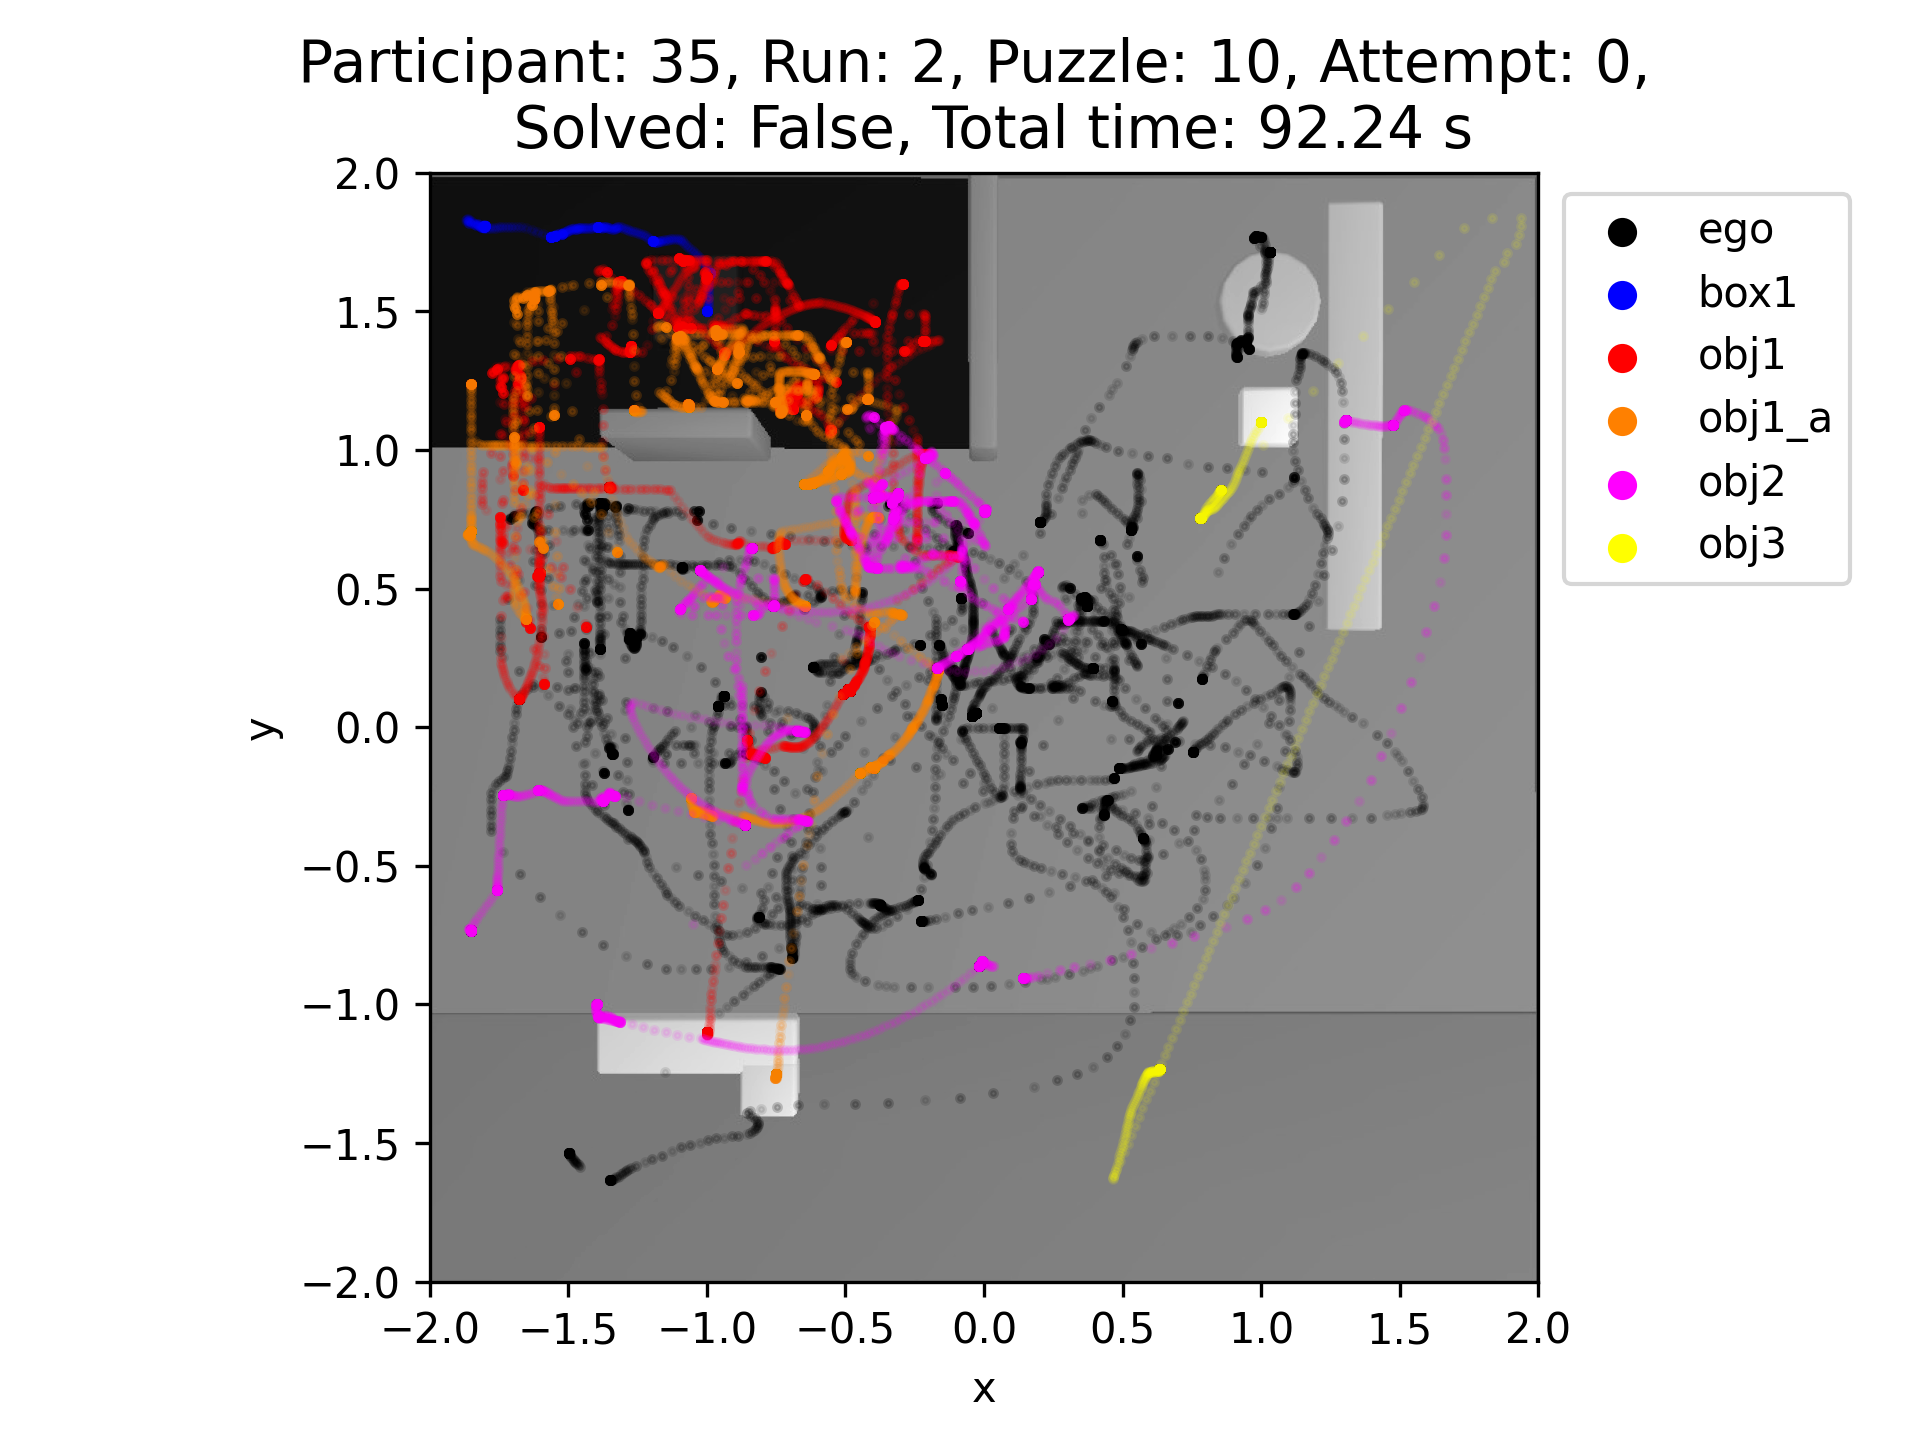 Participant: 35, Run: 2, Puzzle: 10, Attempt: 0,
Solved: False, Total time: 92.24 s
2.0
1.5
1.0
0.5
0.0
−0.5
−1.0
−1.5
−2.0
y
−2.0 −1.5 −1.0 −0.5 0.0 0.5 1.0 1.5 2.0
x
ego
box1
obj1
obj1_a
obj2
obj3